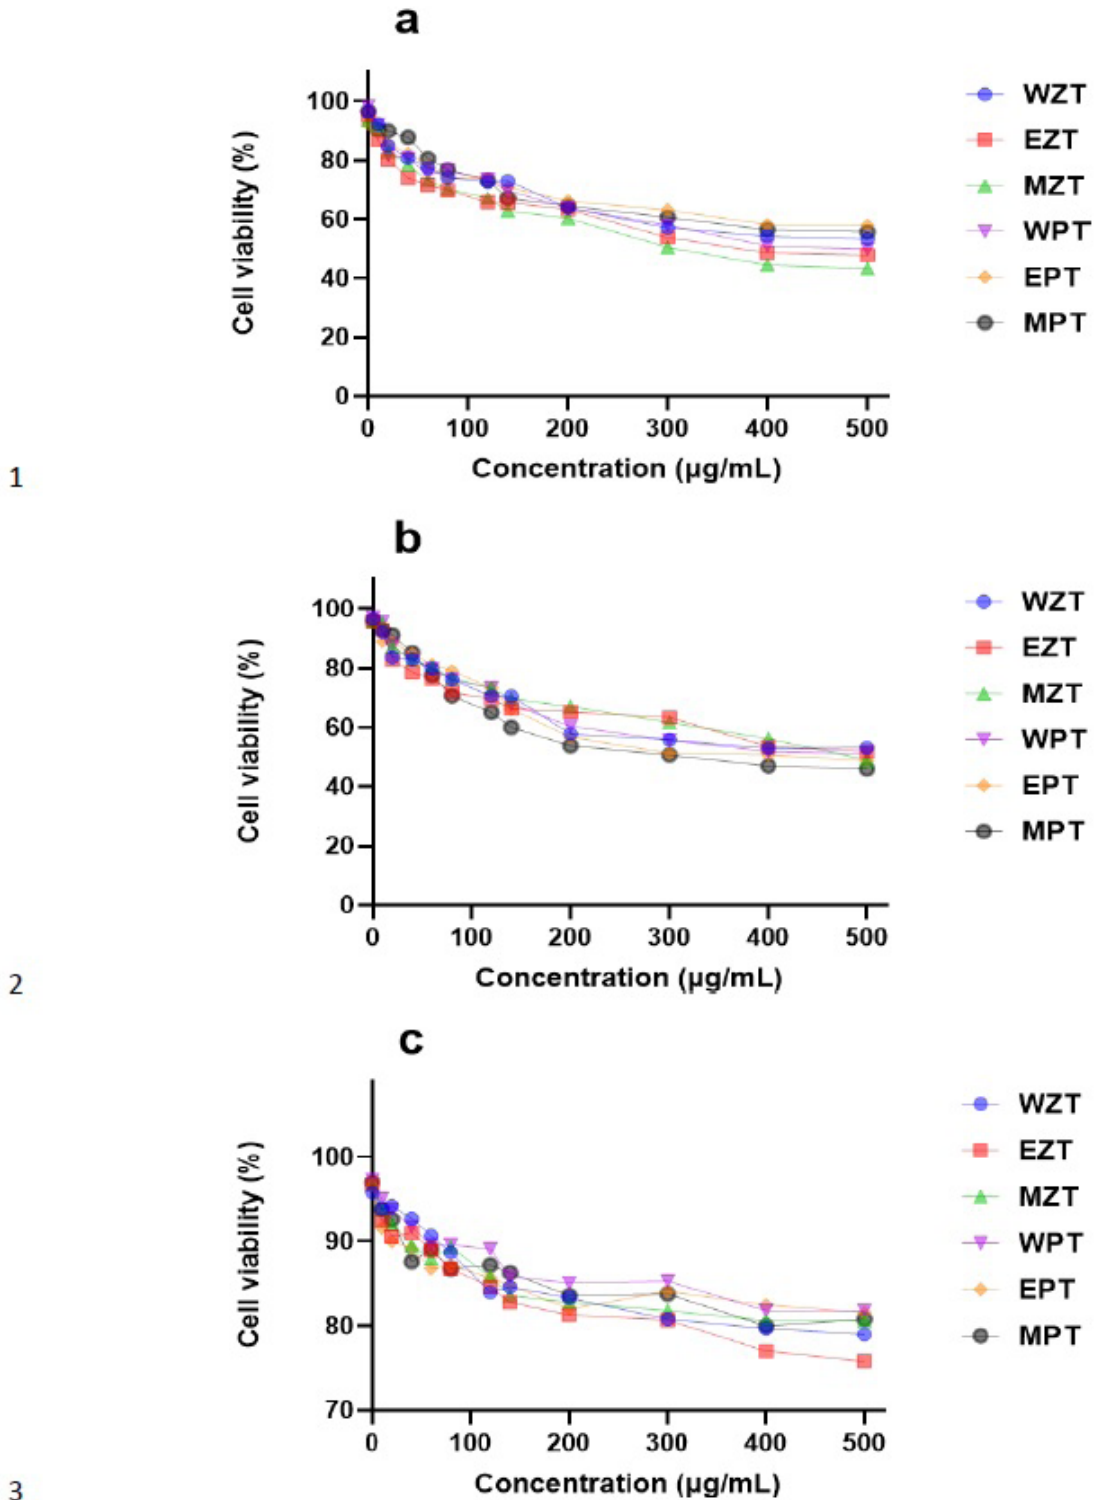 a
100
80
60
40
20
0
Cell viability (%)
0 100 200 300 400 500
Concentration (µg/mL)
WZT
EZT
MZT
WPT
EPT
MPT
1
b
100
80
60
40
20
0
Cell viability (%)
0 100 200 300 400 500
Concentration (µg/mL)
WZT
EZT
MZT
WPT
EPT
MPT
2
c
100
90
80
70
Cell viability (%)
0 100 200 300 400 500
Concentration (µg/mL)
WZT
EZT
MZT
WPT
EPT
MPT
3